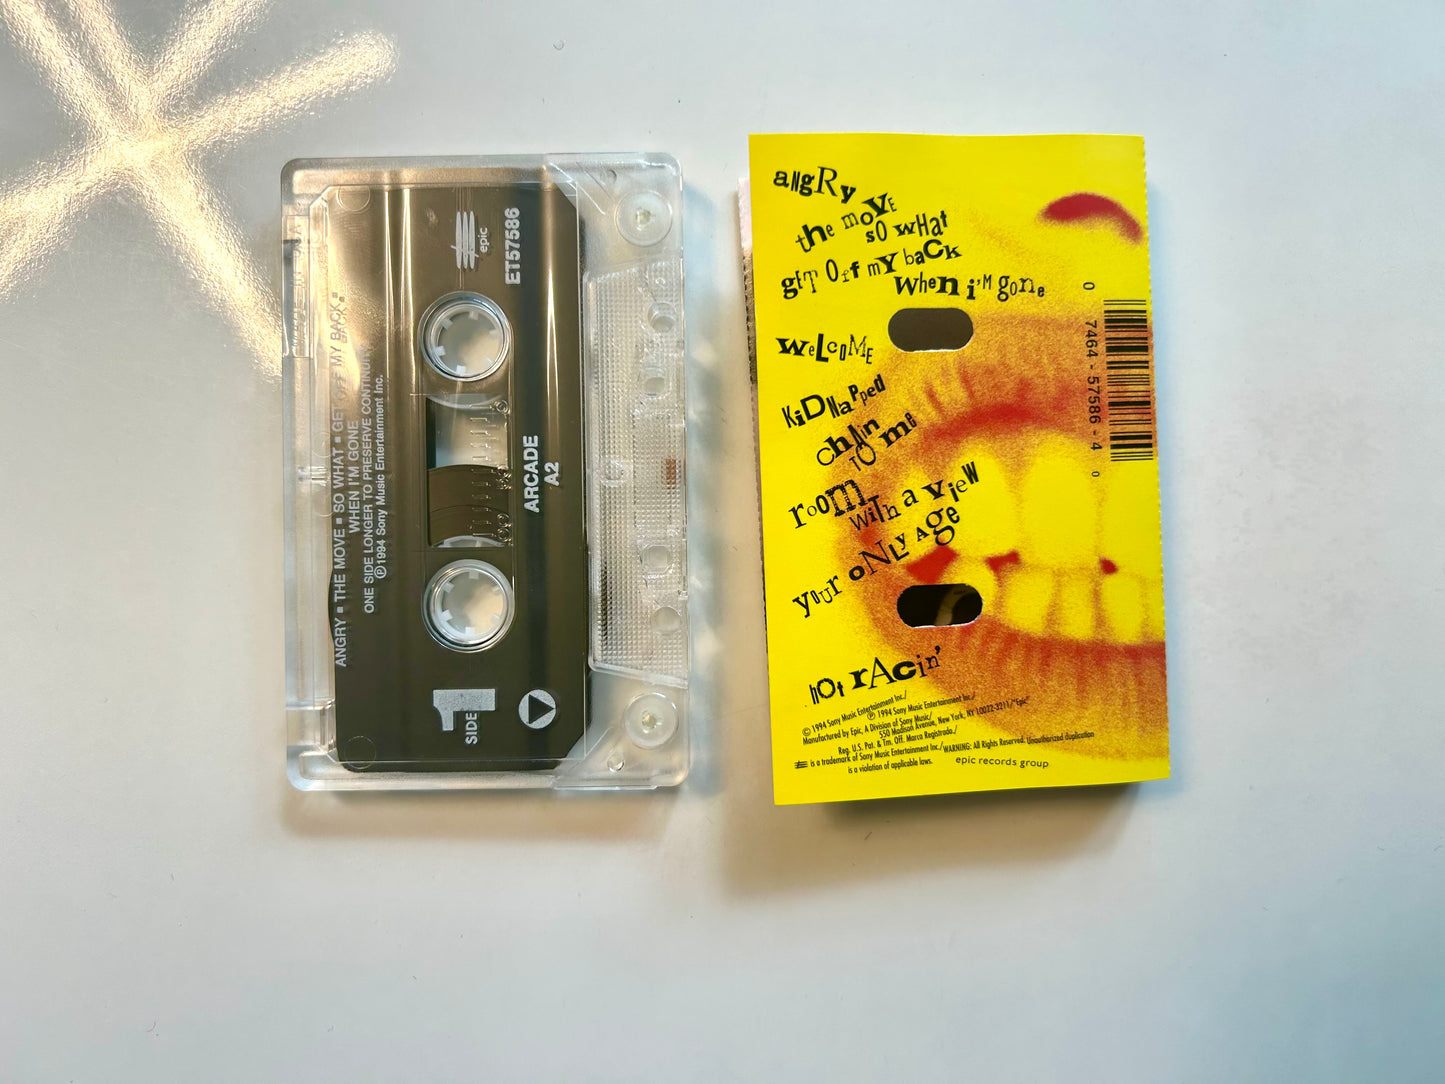 ANGRY ▪ THE MOVE ▪ SO WHAT ▪ GET OFF MY BACK ▪
WHEN I'M GONE
ONE SIDE LONGER TO PRESERVE CONTINUITY
℗1994 Sony Music Entertainment Inc.
epic
ET57586
ARCADE
A2
SIDE 1
aNgRy
the moVE
sO wHat
gET Off mY baCK
When i'M gone
WeLcOME
KiDNaPped
ChAin
TO me
rOOm
WiTh a VieW
yOUr ONLy AgE
hOt rAcin'
© 1994 Sony Music Entertainment Inc./
℗ 1994 Sony Music Entertainment Inc./
Manufactured by Epic, A Division of Sony Music/
550 Madison Avenue, New York, NY 10022-3211/"Epic"
Reg. U.S. Pat. & Tm. Off. Marca Registrada./
is a trademark of Sony Music Entertainment Inc./WARNING: All Rights Reserved. Unauthorized duplication
is a violation of applicable laws.
epic records group
0 7464-57586-4 0